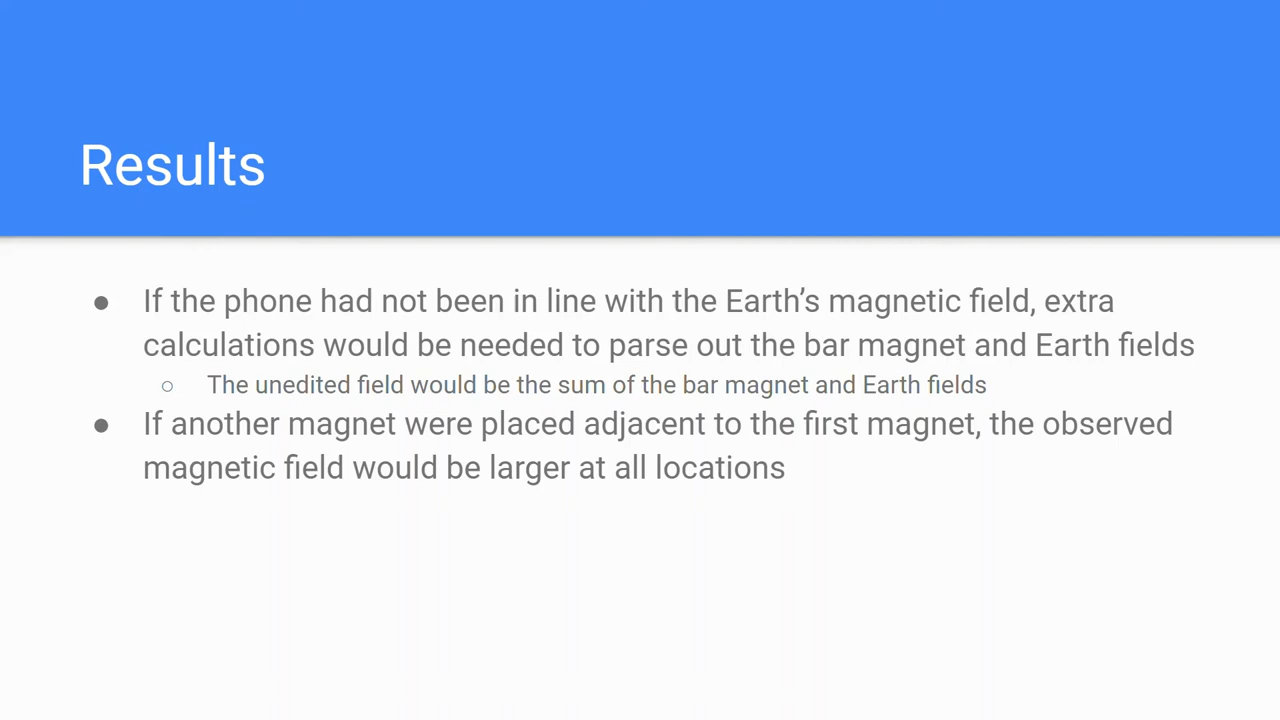 Results
● If the phone had not been in line with the Earth’s magnetic field, extra
calculations would be needed to parse out the bar magnet and Earth fields
○ The unedited field would be the sum of the bar magnet and Earth fields
● If another magnet were placed adjacent to the first magnet, the observed
magnetic field would be larger at all locations